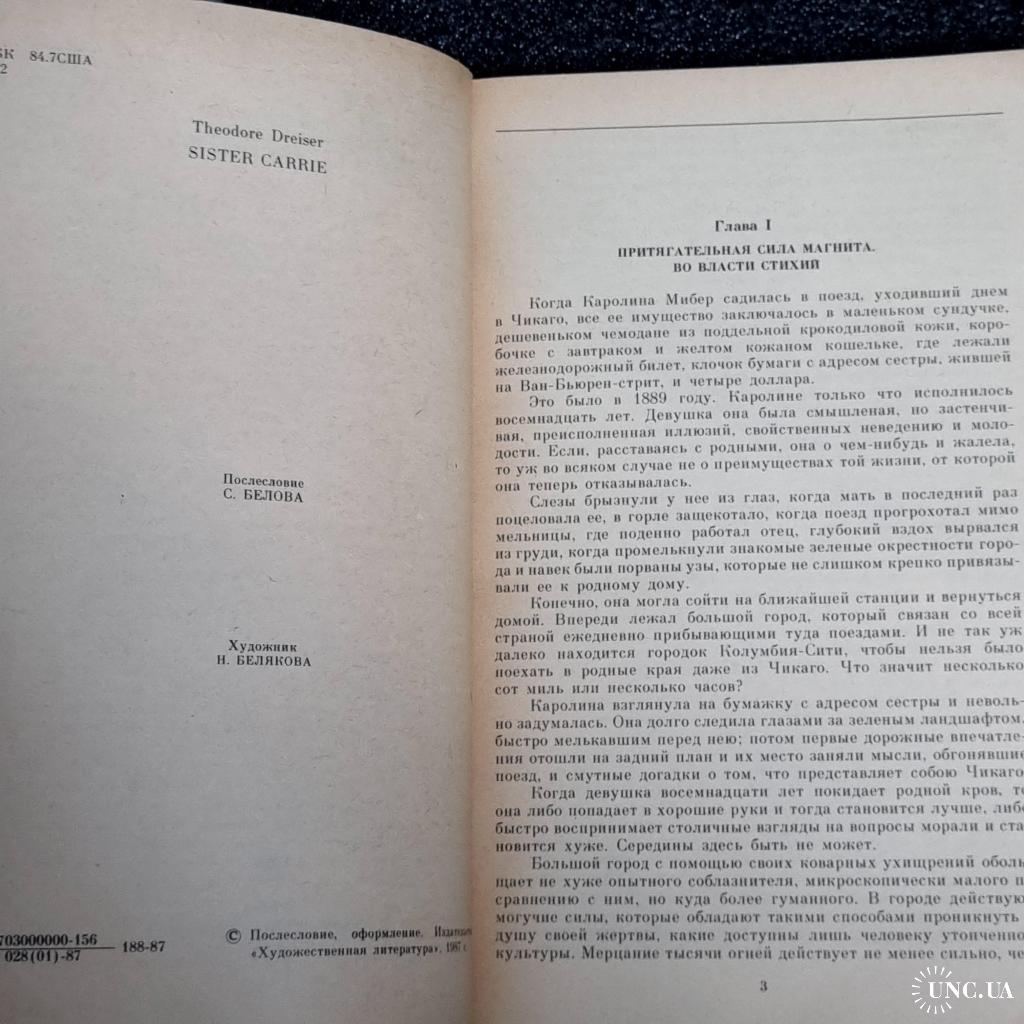 БК 84.7США
2
Theodore Dreiser
SISTER CARRIE
Послесловие
С. БЕЛОВА
Художник
Н. БЕЛЯКОВА
703000000-156
028(01)-87
188-87
© Послесловие, оформление. Издатель
«Художественная литература», 1987 г.
Глава I
ПРИТЯГАТЕЛЬНАЯ СИЛА МАГНИТА.
ВО ВЛАСТИ СТИХИЙ
Когда Каролина Мибер садилась в поезд, уходивший днем
в Чикаго, все ее имущество заключалось в маленьком сундучке,
дешевеньком чемодане из поддельной крокодиловой кожи, коро-
бочке с завтраком и желтом кожаном кошельке, где лежали
железнодорожный билет, клочок бумаги с адресом сестры, жившей
на Ван-Бьюрен-стрит, и четыре доллара.
Это было в 1889 году. Каролине только что исполнилось
восемнадцать лет. Девушка она была смышленая, но застенчи-
вая, преисполненная иллюзий, свойственных неведению и моло-
дости. Если, расставаясь с родными, она о чем-нибудь и жалела,
то уж во всяком случае не о преимуществах той жизни, от которой
она теперь отказывалась.
Слезы брызнули у нее из глаз, когда мать в последний раз
поцеловала ее, в горле защекотало, когда поезд прогрохотал мимо
мельницы, где поденно работал отец, глубокий вздох вырвался
из груди, когда промелькнули знакомые зеленые окрестности горо-
да и навек были порваны узы, которые не слишком крепко привязы-
вали ее к родному дому.
Конечно, она могла сойти на ближайшей станции и вернуться
домой. Впереди лежал большой город, который связан со всей
страной ежедневно прибывающими туда поездами. И не так уж
далеко находится городок Колумбия-Сити, чтобы нельзя было
поехать в родные края даже из Чикаго. Что значит несколько
сот миль или несколько часов?
Каролина взглянула на бумажку с адресом сестры и неволь-
но задумалась. Она долго следила глазами за зеленым ландшафтом,
быстро мелькавшим перед нею; потом первые дорожные впечатле-
ния отошли на задний план и их место заняли мысли, обгонявшие
поезд, и смутные догадки о том, что представляет собою Чикаго
Когда девушка восемнадцати лет покидает родной кров, то
она либо попадает в хорошие руки и тогда становится лучше, либо
быстро воспринимает столичные взгляды на вопросы морали и ста
новится хуже. Середины здесь быть не может.
Большой город с помощью своих коварных ухищрений оболь
щает не хуже опытного соблазнителя, микроскопически малого п
сравнению с ним, но куда более гуманного. В городе действую
могучие силы, которые обладают такими способами проникнуть
душу своей жертвы, какие доступны лишь человеку утонченно
культуры. Мерцание тысячи огней действует не менее сильно, че
3
UNC.UA